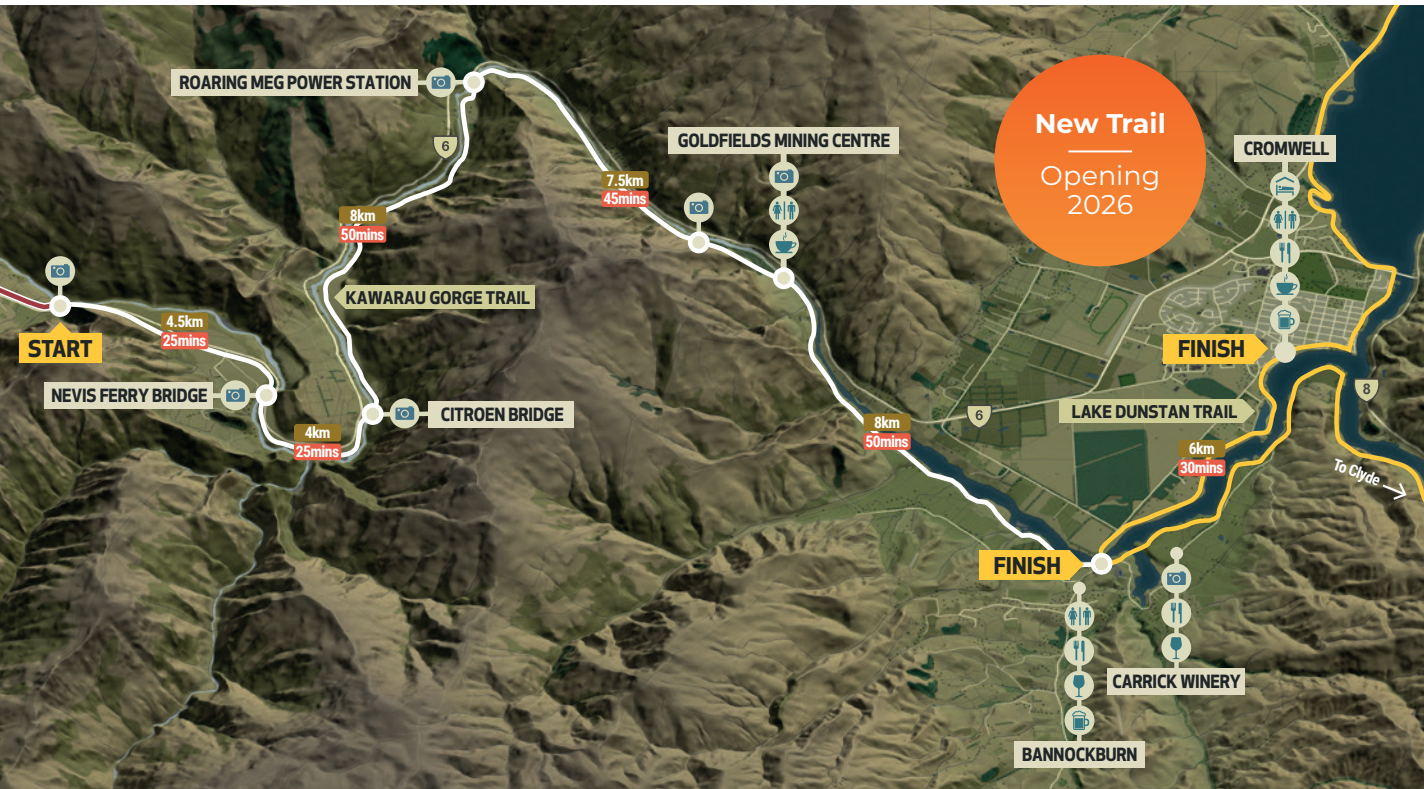 ROARING MEG POWER STATION
6
8km
50mins
START
4.5km
25mins
KAWARAU GORGE TRAIL
NEVIS FERRY BRIDGE
4km
25mins
CITROEN BRIDGE
7.5km
45mins
GOLDFIELDS MINING CENTRE
New Trail
Opening
2026
CROMWELL
FINISH
LAKE DUNSTAN TRAIL
6
8
8km
50mins
6km
30mins
To Clyde
FINISH
CARRICK WINERY
BANNOCKBURN